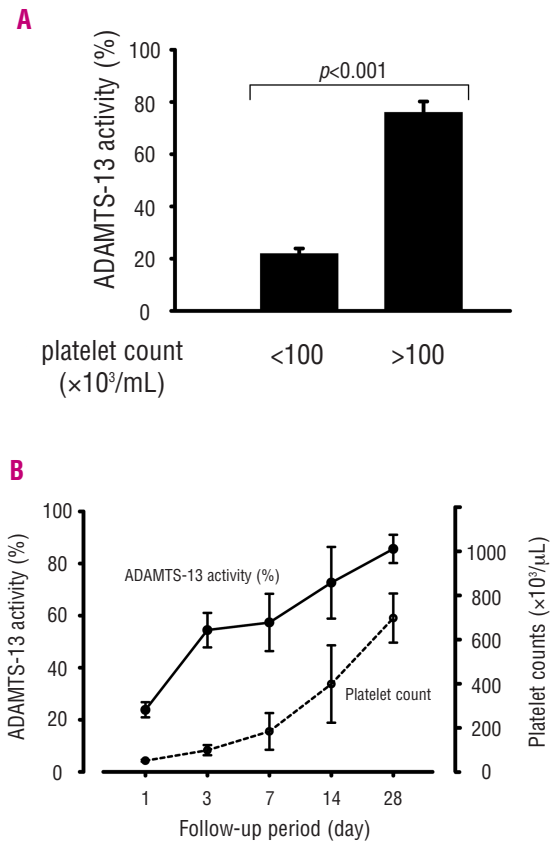 A
ADAMTS-13 activity (%)
100
80
60
40
20
0
p<0.001
platelet count
(×10³/mL)
<100
>100
B
ADAMTS-13 activity (%)
100
80
60
40
20
0
ADAMTS-13 activity (%)
Platelet count
1000
800
600
400
200
0
Platelet counts (×10³/μL)
1 3 7 14 28
Follow-up period (day)